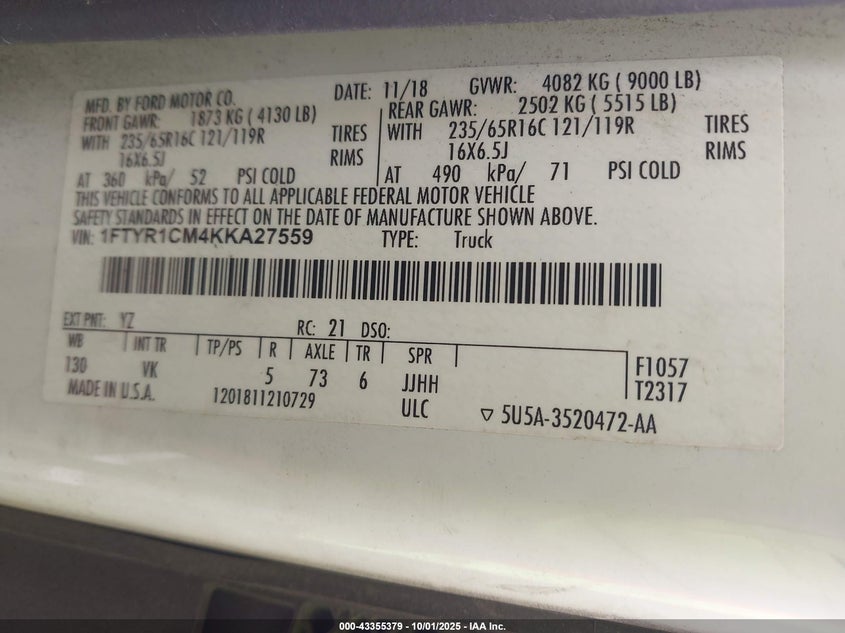 MFD. BY FORD MOTOR CO.
DATE: 11/18 GVWR: 4082 KG ( 9000 LB)
FRONT GAWR: 1873 KG ( 4130 LB)
WITH 235/65R16C 121/119R TIRES
16X6.5J RIMS
AT 360 kPa/ 52 PSI COLD
REAR GAWR: 2502 KG ( 5515 LB)
WITH 235/65R16C 121/119R TIRES
16X6.5J RIMS
AT 490 kPa/ 71 PSI COLD
THIS VEHICLE CONFORMS TO ALL APPLICABLE FEDERAL MOTOR VEHICLE
SAFETY STANDARDS IN EFFECT ON THE DATE OF MANUFACTURE SHOWN ABOVE.
VIN: 1FTYR1CM4KKA27559 TYPE: Truck
EXT PNT: YZ RC: 21 DSO:
WB INT TR TP/PS R AXLE TR SPR
130 VK 5 73 6 JJHH
F1057
T2317
MADE IN U.S.A. 1201811210729 ULC
5U5A-3520472-AA
000-43355379 - 10/01/2025 - IAA Inc.